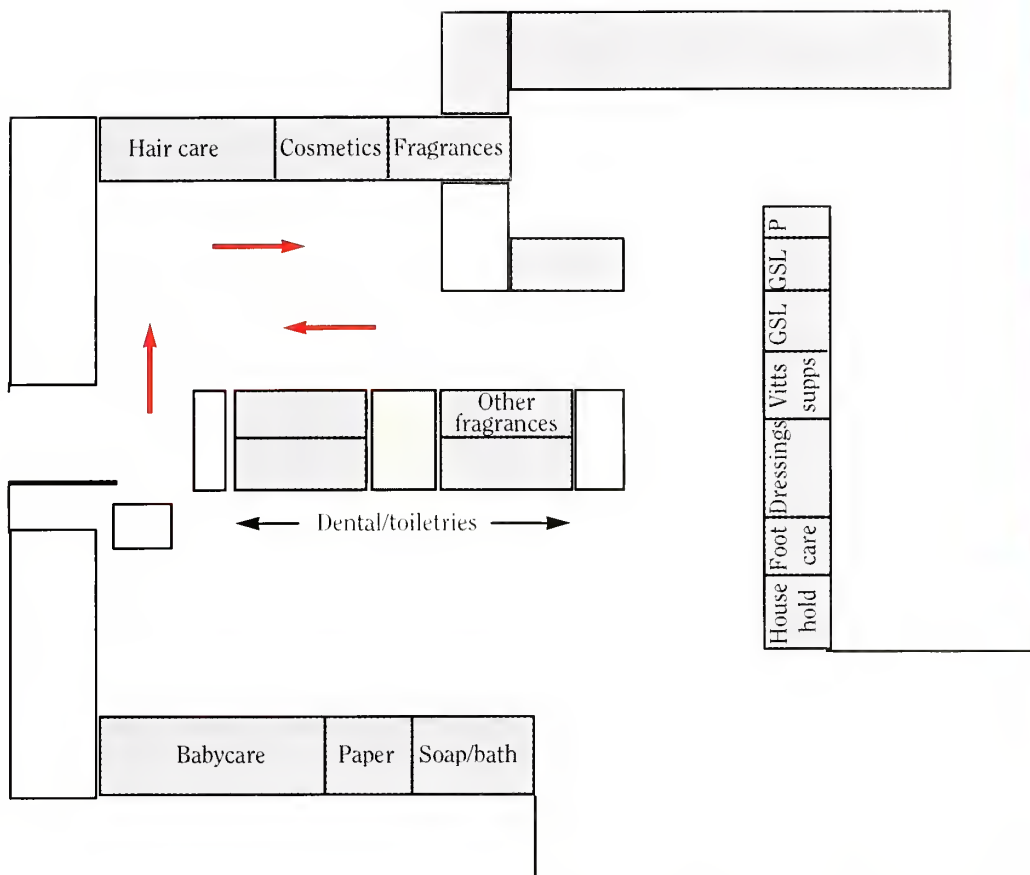 Hair care
Cosmetics
Fragrances
P
GSL
GSL
Vitts
supps
Dressings
Foot
care
House
hold
Other
fragrances
Dental/toiletries
Babycare
Paper
Soap/bath